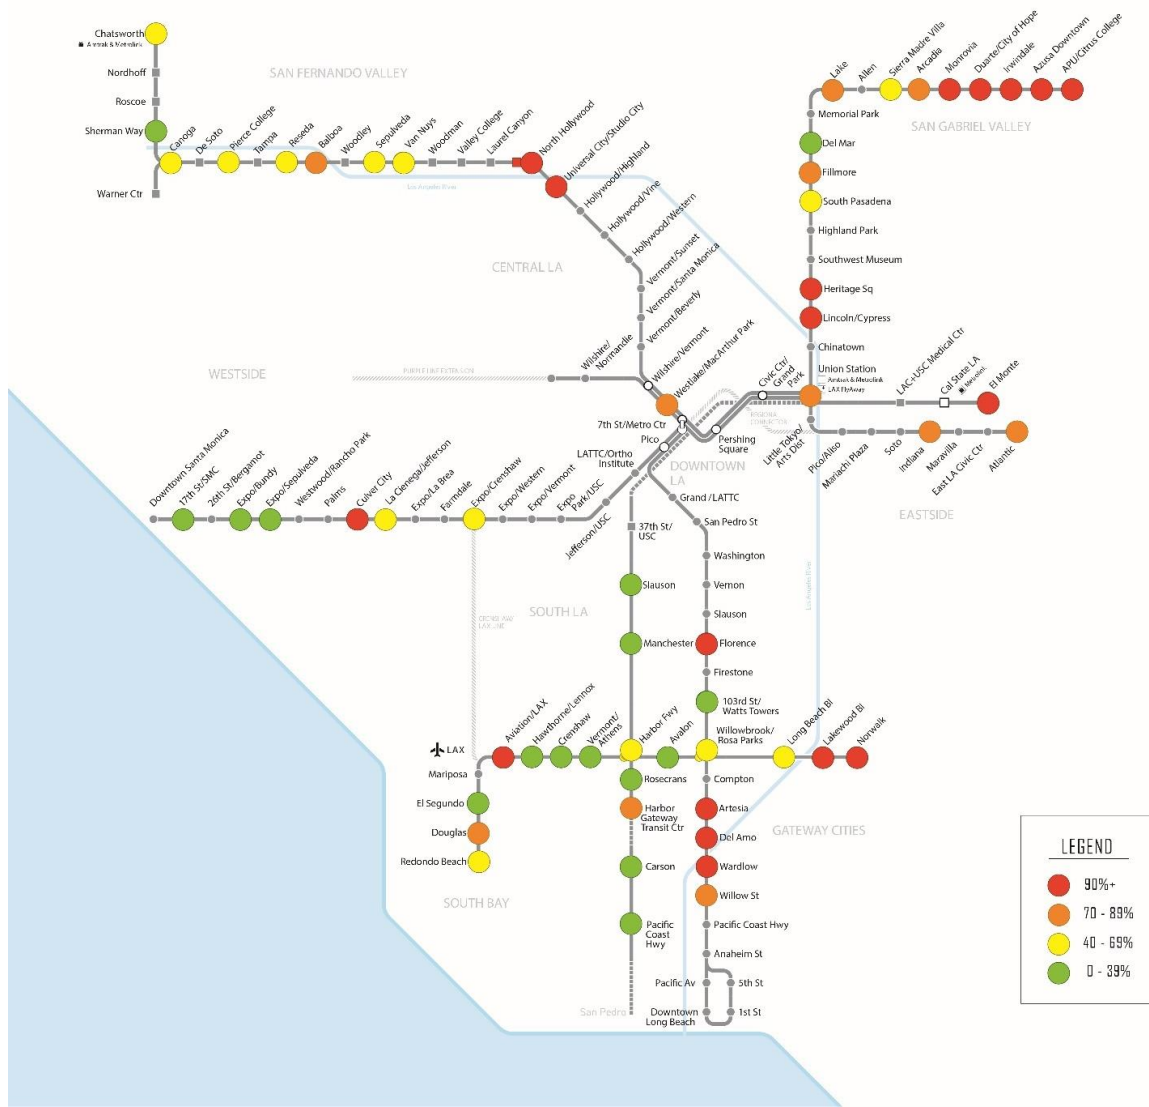 Chatsworth
Amtrak & Metrolink
Nordhoff
Roscoe
Sherman Way
Canoga
De Soto
Pierce College
Tampa
Reseda
Balboa
Woodley
Sepulveda
Van Nuys
Woodman
Valley College
Laurel Canyon
North Hollywood
Warner Ctr
SAN FERNANDO VALLEY
Los Angeles River
Universal City/Studio City
Hollywood/Highland
Hollywood/Vine
Hollywood/Western
Vermont/Sunset
Vermont/Santa Monica
Vermont/Beverly
CENTRAL LA
Lake
Allen
Sierra Madre Villa
Arcadia
Monrovia
Duarte/City of Hope
Irwindale
Azusa Downtown
APU/Citrus College
Memorial Park
SAN GABRIEL VALLEY
Del Mar
Fillmore
South Pasadena
Highland Park
Southwest Museum
Heritage Sq
Lincoln/Cypress
Chinatown
Union Station
Amtrak & Metrolink
LAX FlyAway
WESTSIDE
PURPLE LINE EXTENSION
Wilshire/
Normandie
Wilshire/Vermont
Westlake/MacArthur Park
Civic Ctr/
Grand
Park
LAC+USC Medical Ctr
Cal State LA
Metrolink
El Monte
7th St/Metro Ctr
Pico
REGIONAL
CONNECTOR
Pershing
Square
Little Tokyo/
Arts Dist
Pico/Aliso
Mariachi Plaza
Soto
Indiana
Maravilla
East LA Civic Ctr
Atlantic
LATTC/Ortho
Institute
DOWNTOWN
LA
EASTSIDE
Downtown Santa Monica
17th St/SMC
26th St/Bergamot
Expo/Bundy
Expo/Sepulveda
Westwood/Rancho Park
Palms
Culver City
La Cienega/Jefferson
Expo/La Brea
Farmdale
Expo/Crenshaw
Expo/Western
Expo/Vermont
Expo
Park/USC
Jefferson/USC
Grand/LATTC
37th St/
USC
San Pedro St
Washington
Vernon
Slauson
Slauson
Los Angeles River
SOUTH LA
CRENSHAW/
LAX LINE
Manchester
Florence
Firestone
103rd St/
Watts Towers
Aviation/LAX
Hawthorne/Lennox
Crenshaw
Vermont/
Athens
Harbor Fwy
Avalon
Willowbrook/
Rosa Parks
Long Beach Bl
Lakewood Bl
Norwalk
LAX
Mariposa
El Segundo
Douglas
Redondo Beach
SOUTH BAY
Rosecrans
Harbor
Gateway
Transit Ctr
Carson
Pacific
Coast
Hwy
San Pedro
Compton
Artesia
Del Amo
Wardlow
Willow St
GATEWAY CITIES
Pacific Coast Hwy
Anaheim St
Pacific Av
5th St
Downtown
Long Beach
1st St
LEGEND
90%+
70 - 89%
40 - 69%
0 - 39%